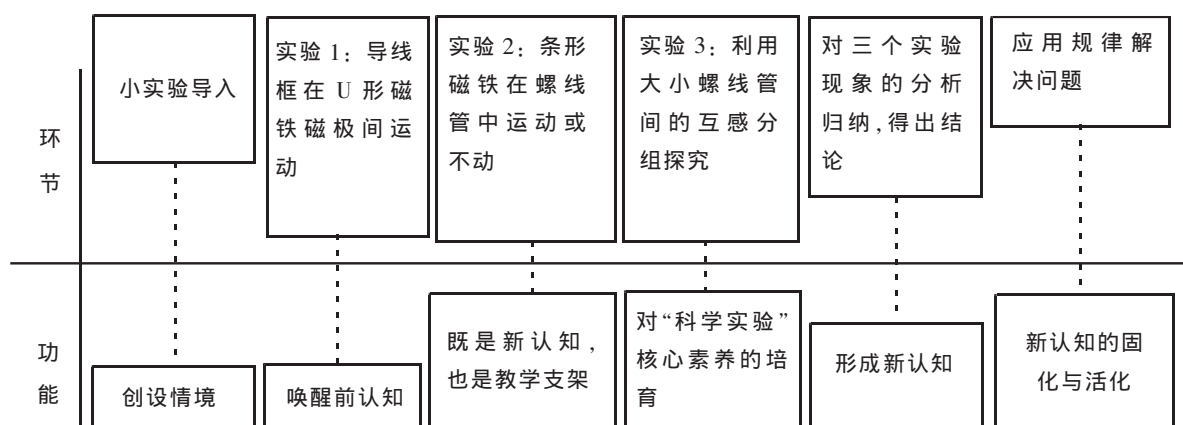 环节
小实验导入
实验 1：导线
框在 U 形磁
铁磁极间运
动
实验 2：条形
磁铁在螺线
管中运动或
不动
实验 3：利用
大小螺线管
间的互感分
组探究
对三个实验
现象的分析
归纳，得出结
论
应用规律解
决问题
功能
创设情境
唤醒前认知
既是新认知，
也是教学支架
对“科学实验”
核心素养的培
育
形成新认知
新认知的固
化与活化